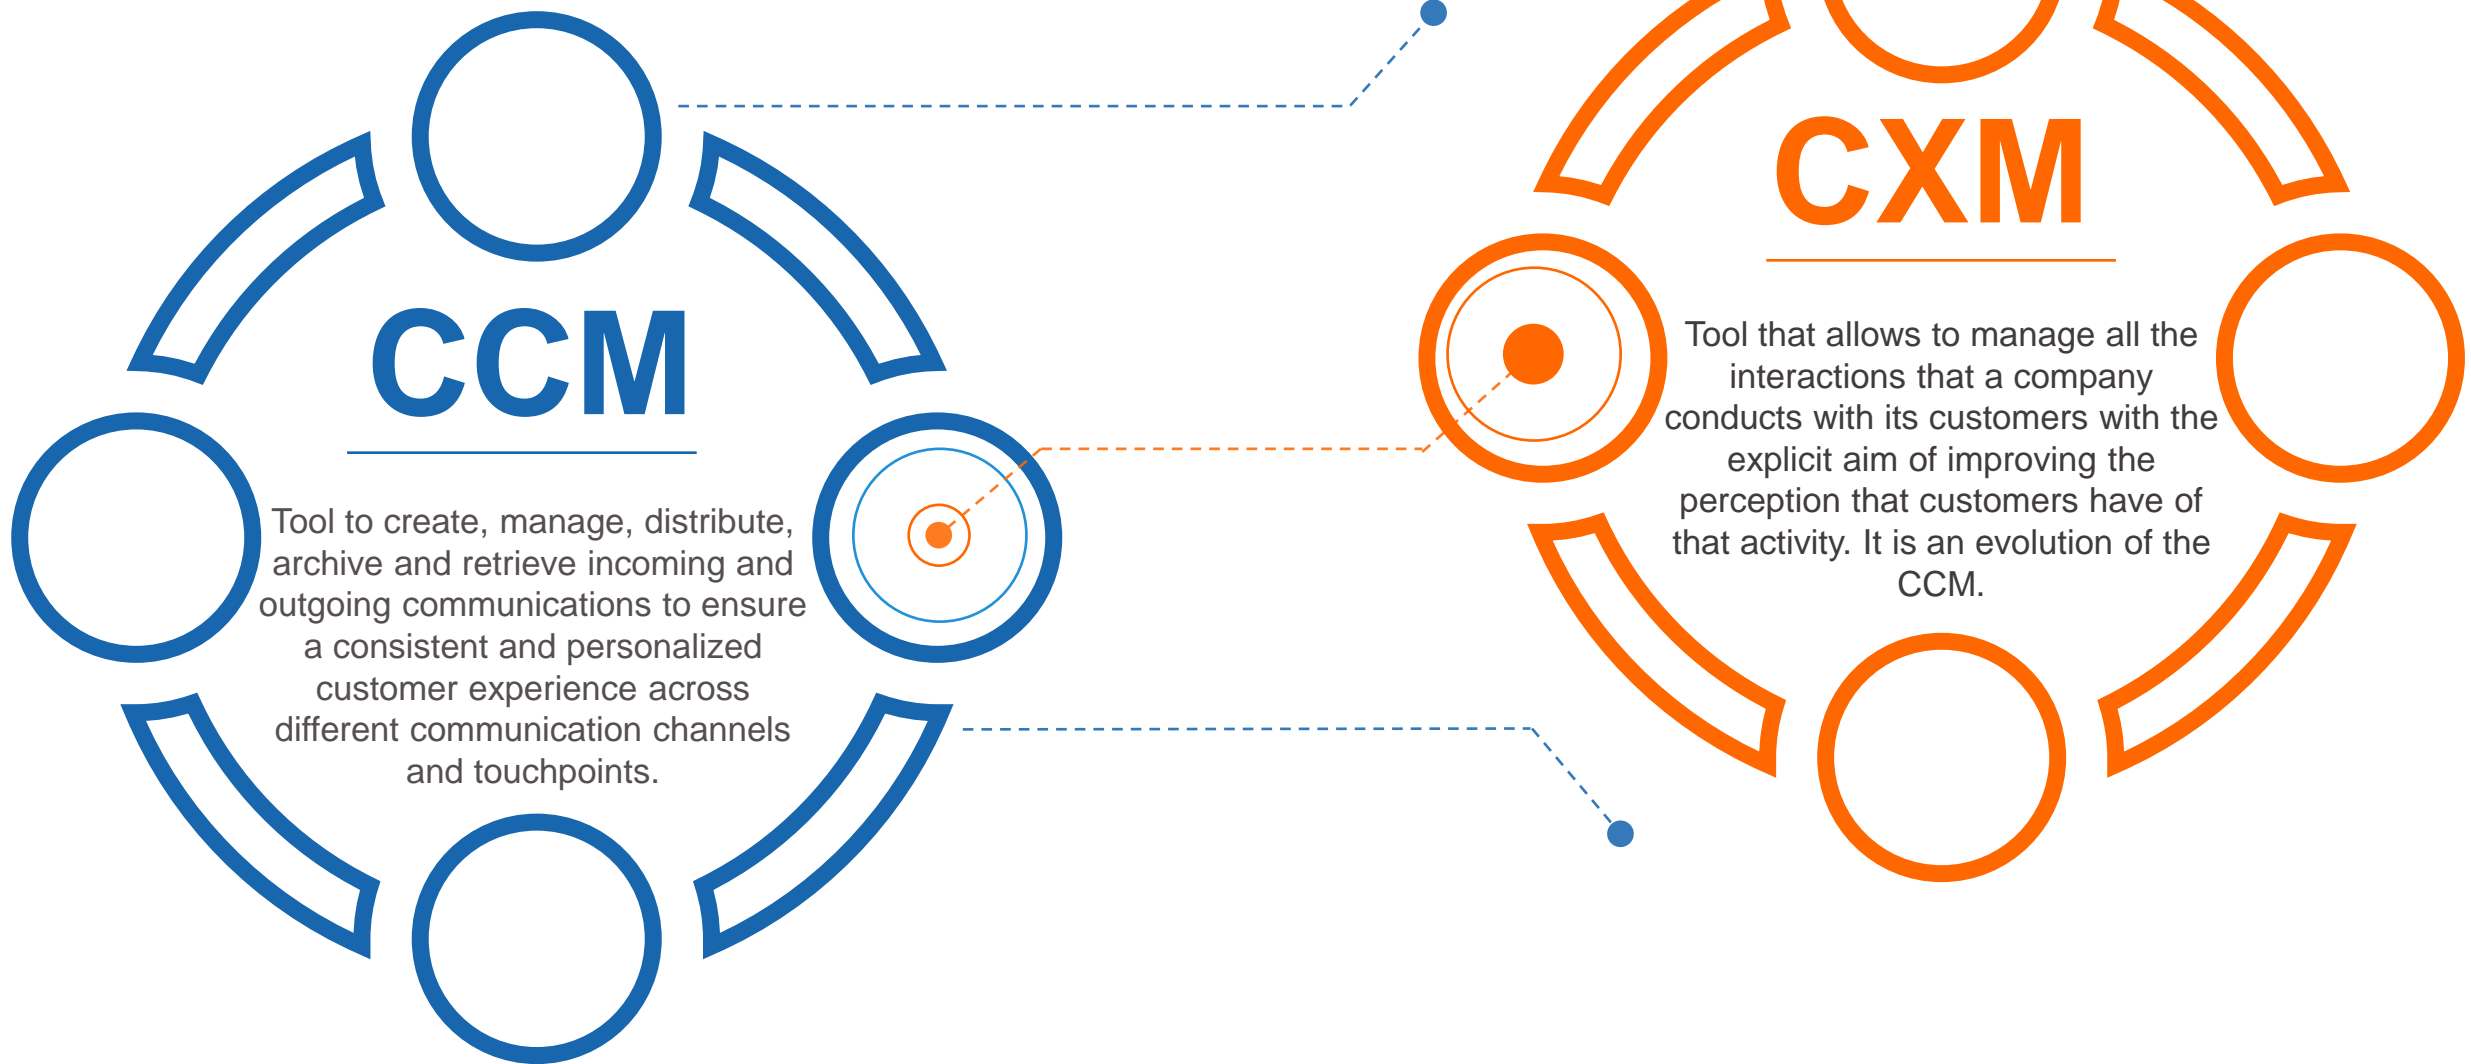 CCM
Tool to create, manage, distribute,
archive and retrieve incoming and
outgoing communications to ensure
a consistent and personalized
customer experience across
different communication channels
and touchpoints.
CXM
Tool that allows to manage all the
interactions that a company
conducts with its customers with the
explicit aim of improving the
perception that customers have of
that activity. It is an evolution of the
CCM.